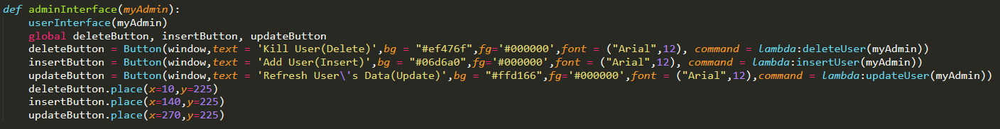 def adminInterface(myAdmin):
    userInterface(myAdmin)
    global deleteButton, insertButton, updateButton
    deleteButton = Button(window,text = 'Kill User(Delete)',bg = "#ef476f",fg='#000000',font = ("Arial",12), command = lambda:deleteUser(myAdmin))
    insertButton = Button(window,text = 'Add User(Insert)',bg = "#06d6a0",fg='#000000',font = ("Arial",12), command = lambda:insertUser(myAdmin))
    updateButton = Button(window,text = 'Refresh User\'s Data(Update)',bg = "#ffd166",fg='#000000',font = ("Arial",12),command = lambda:updateUser(myAdmin))
    deleteButton.place(x=10,y=225)
    insertButton.place(x=140,y=225)
    updateButton.place(x=270,y=225)